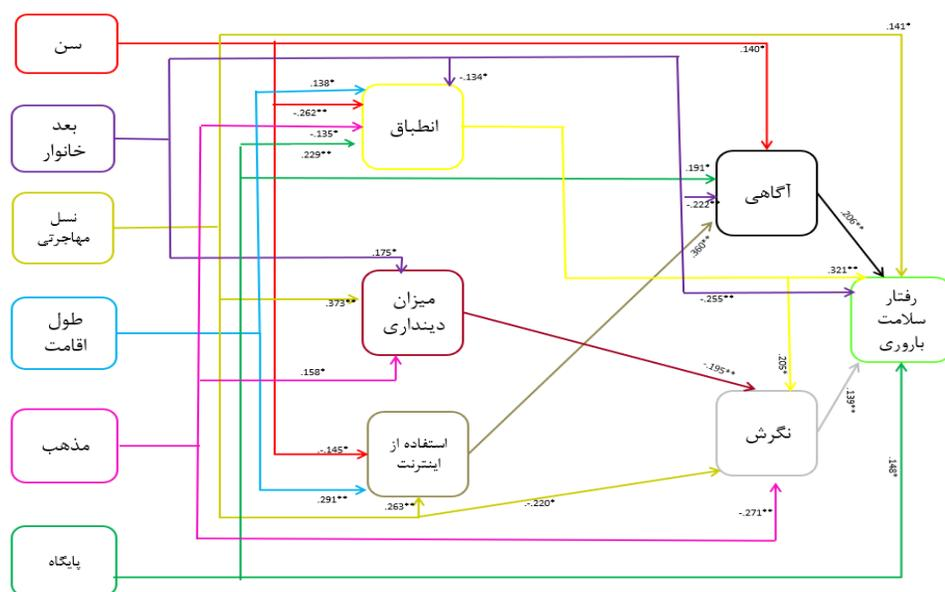 سن
بعد
خانوار
نسل
مهاجرتی
طول
اقامت
مذهب
پایگاه
انطباق
میزان
دینداری
استفاده از
اینترنت
آگاهی
نگرش
رفتار
سلامت
باروری
.141*
.140*
-.134*
.138*
-.262**
-.135*
.229**
.191*
-.222**
.206**
.360**
.175*
.321**
-.255**
.373**
.158*
-.195**
.205*
.139**
.-.145*
.291**
.263**
.-.220*
-.271**
.148*